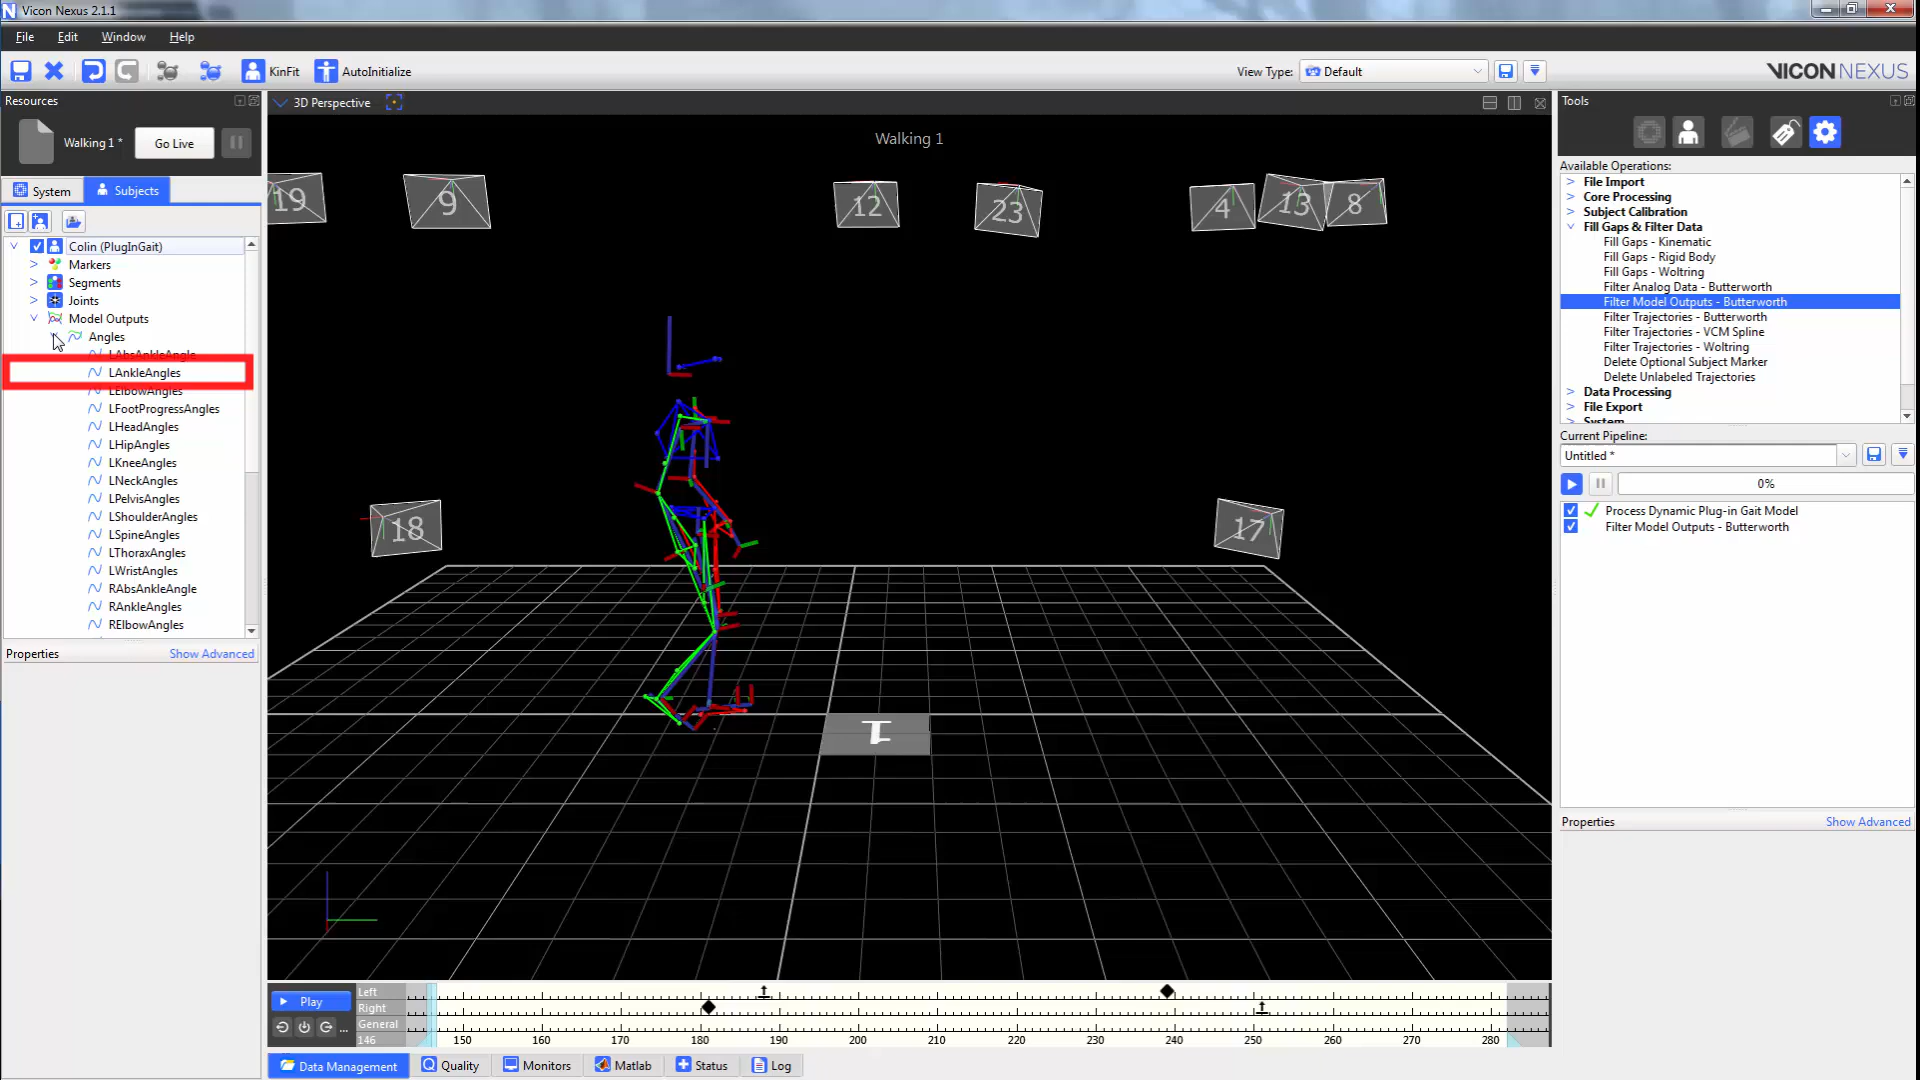 Vicon Nexus 2.1.1
File Edit Window Help
KinFit AutoInitialize View Type: Default VICON NEXUS
Resources
Walking 1 * Go Live
System Subjects
Colin (PlugInGait)
Markers
Segments
Joints
Model Outputs
Angles
LAbsAnkleAngle
LAnkleAngles
LElbowAngles
LFootProgressAngles
LHeadAngles
LHipAngles
LKneeAngles
LNeckAngles
LPelvisAngles
LShoulderAngles
LSpineAngles
LThoraxAngles
LWristAngles
RAbsAnkleAngle
RAnkleAngles
RElbowAngles
Properties Show Advanced
3D Perspective
Walking 1
19 9 12 23 4 13 8
18 17
1
Play
Left
Right
General
146 150 160 170 180 190 200 210 220 230 240 250 260 270 280
Data Management Quality Monitors Matlab Status Log
Tools
Available Operations:
File Import
Core Processing
Subject Calibration
Fill Gaps & Filter Data
Fill Gaps - Kinematic
Fill Gaps - Rigid Body
Fill Gaps - Woltring
Filter Analog Data - Butterworth
Filter Model Outputs - Butterworth
Filter Trajectories - Butterworth
Filter Trajectories - VCM Spline
Filter Trajectories - Woltring
Delete Optional Subject Marker
Delete Unlabeled Trajectories
Data Processing
File Export
System
Current Pipeline:
Untitled *
0%
Process Dynamic Plug-in Gait Model
Filter Model Outputs - Butterworth
Properties Show Advanced